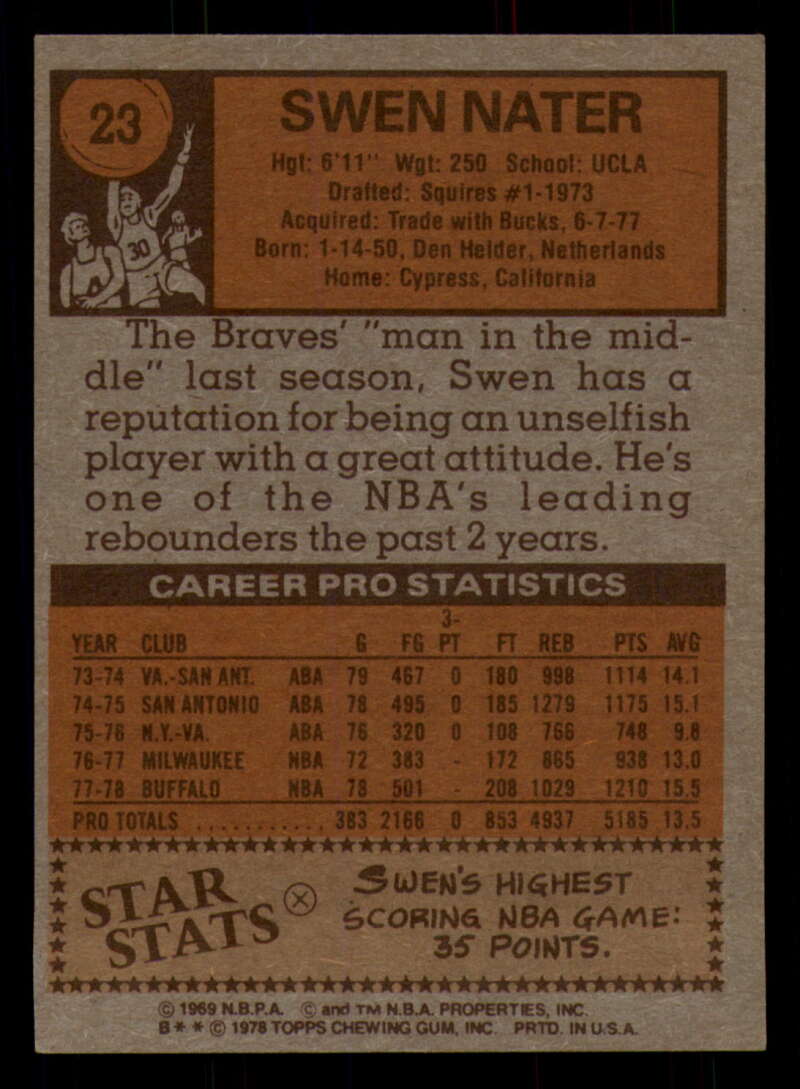 23
SWEN NATER
Hgt: 6'11" Wgt: 250 School: UCLA
Drafted: Squires #1-1973
Acquired: Trade with Bucks, 6-7-77
Born: 1-14-50, Den Helder, Netherlands
Home: Cypress, California
30
The Braves' "man in the mid-
dle" last season, Swen has a
reputation for being an unselfish
player with a great attitude. He's
one of the NBA's leading
rebounders the past 2 years.
CAREER PRO STATISTICS
YEAR CLUB G FG 3-PT FT REB PTS AVG
73-74 VA.-SAN ANT. ABA 79 467 0 180 998 1114 14.1
74-75 SAN ANTONIO ABA 78 495 0 185 1279 1175 15.1
75-76 N.Y.-VA. ABA 76 320 0 108 766 748 9.8
76-77 MILWAUKEE NBA 72 383 - 172 865 938 13.0
77-78 BUFFALO NBA 78 501 - 208 1029 1210 15.5
PRO TOTALS ........... 383 2166 0 853 4937 5185 13.5
STAR STATS
SWEN'S HIGHEST
SCORING NBA GAME:
35 POINTS.
© 1969 N.B.P.A. © and TM N.B.A. PROPERTIES, INC.
B * * © 1978 TOPPS CHEWING GUM, INC. PRTD. IN U.S.A.